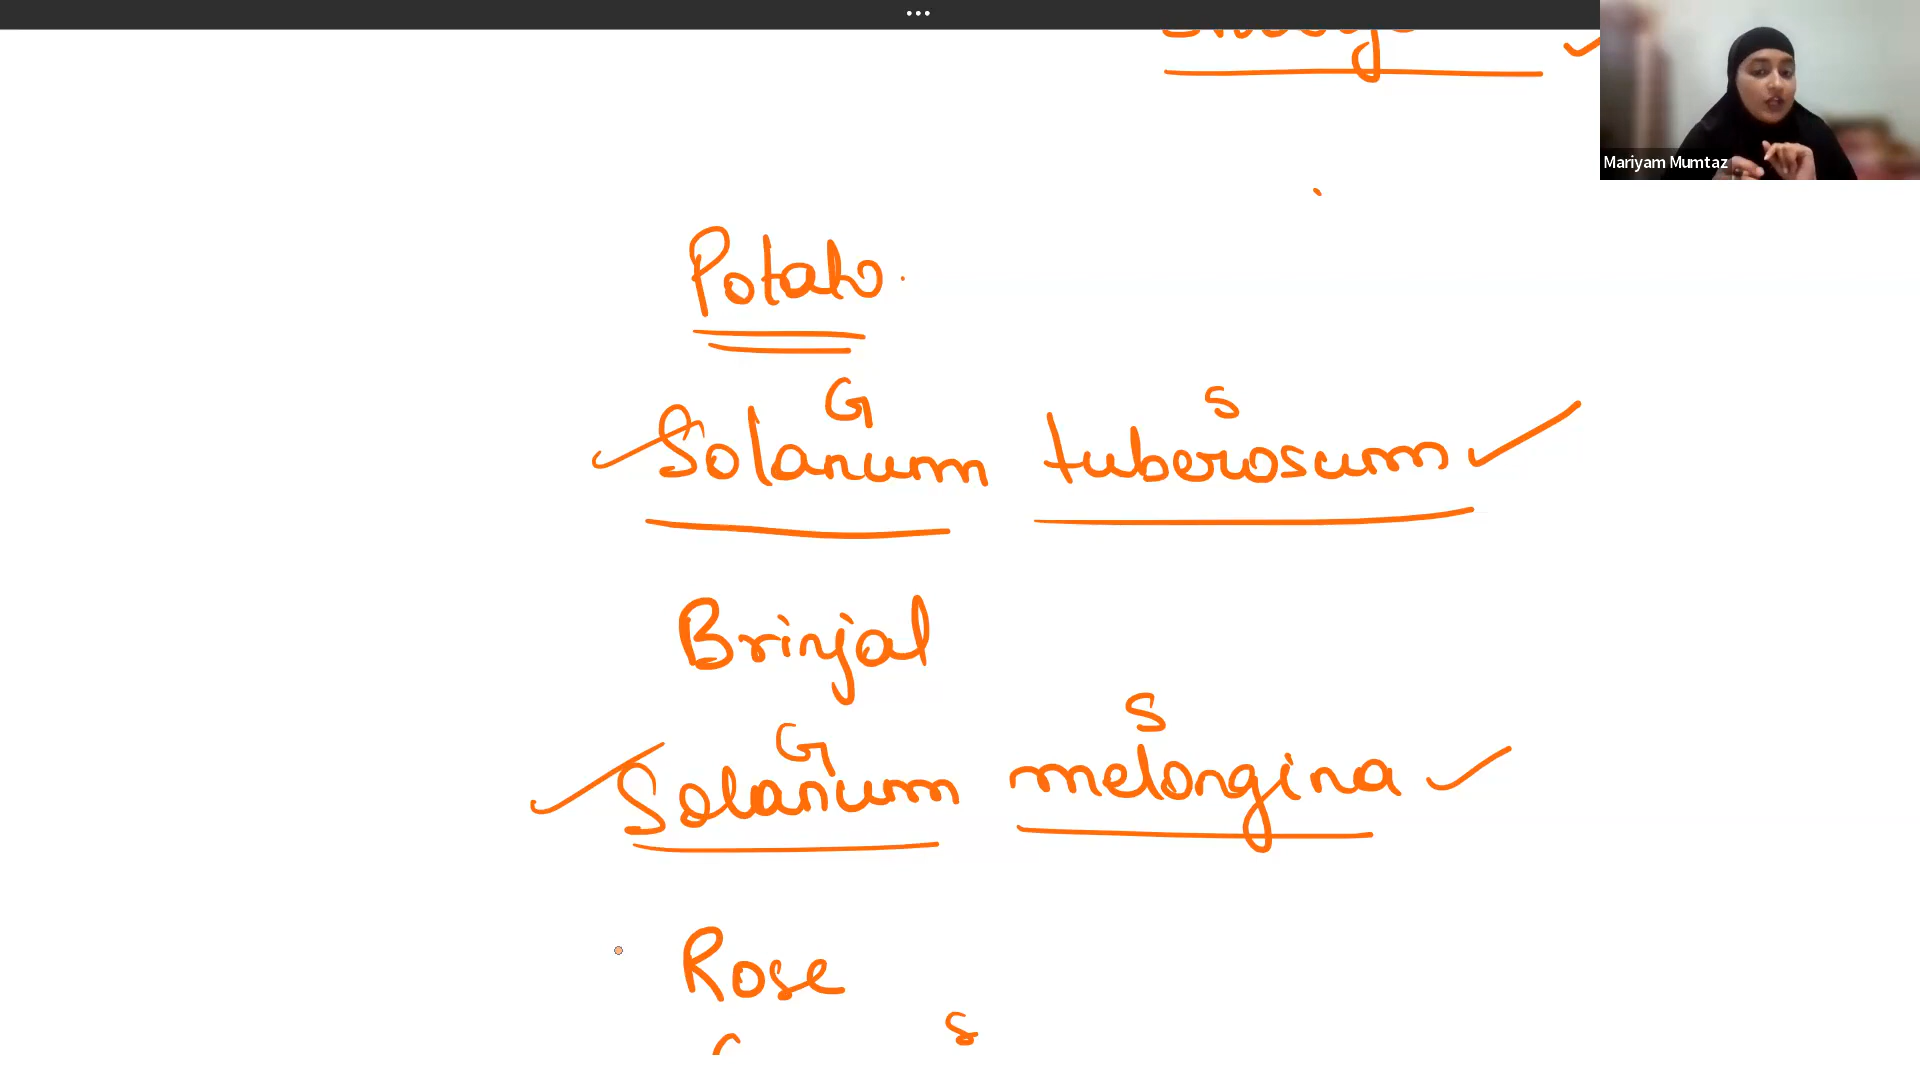 Mariyam Mumtaz
Potato.
G S
Solanum tuberosum
Brinjal
G S
Solanum melongina
Rose
S